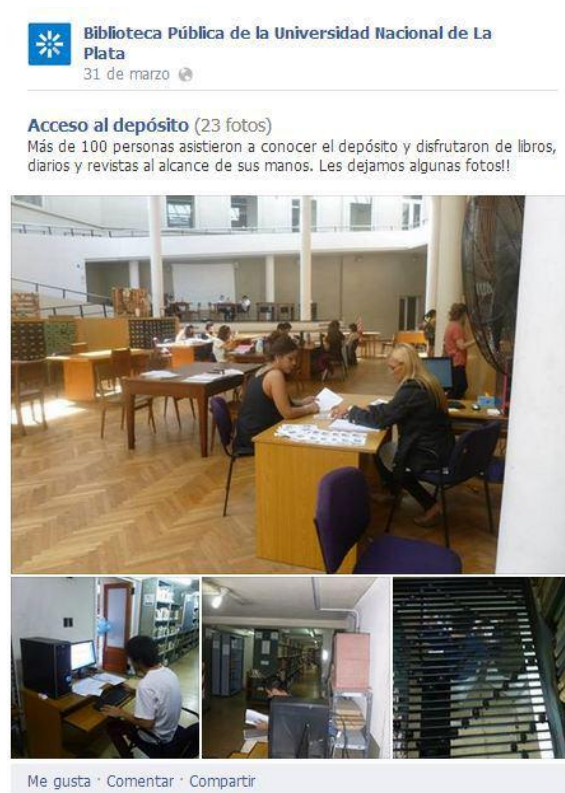 Biblioteca Pública de la Universidad Nacional de La
Plata
31 de marzo
Acceso al depósito (23 fotos)
Más de 100 personas asistieron a conocer el depósito y disfrutaron de libros,
diarios y revistas al alcance de sus manos. Les dejamos algunas fotos!!
Me gusta · Comentar · Compartir